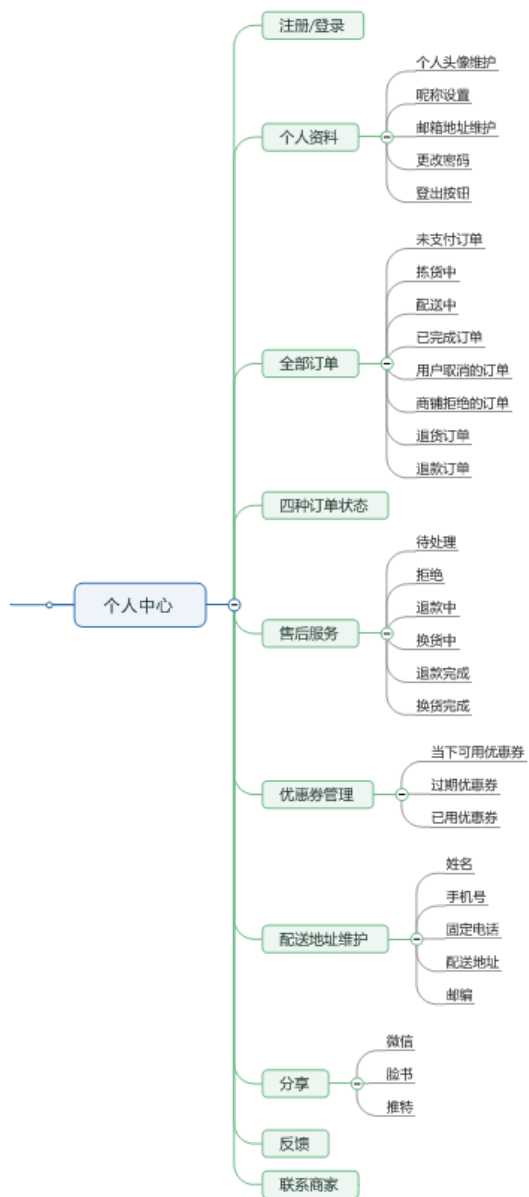 注册/登录
个人头像维护
昵称设置
邮箱地址维护
个人资料
更改密码
登出按钮
未支付订单
拣货中
配送中
已完成订单
全部订单
用户取消的订单
商铺拒绝的订单
退货订单
退款订单
四种订单状态
待处理
拒绝
个人中心
退款中
售后服务
换货中
退款完成
换货完成
当下可用优惠券
优惠券管理
过期优惠券
已用优惠券
姓名
手机号
固定电话
配送地址维护
配送地址
邮编
微信
分享
脸书
推特
反馈
联系商家